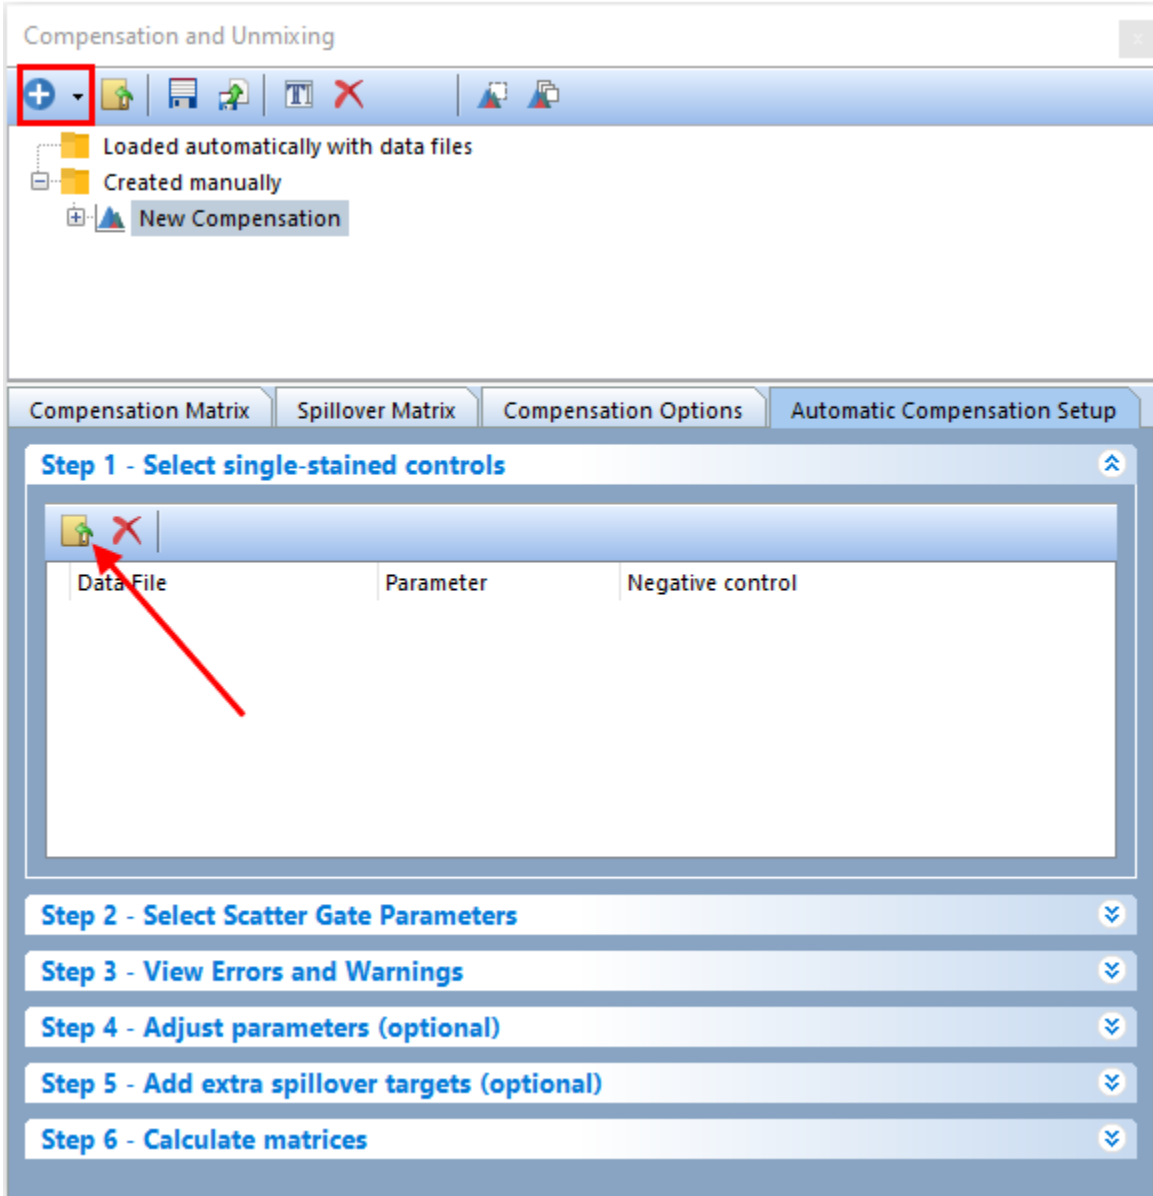 Compensation and Unmixing
Loaded automatically with data files
Created manually
New Compensation
Compensation Matrix Spillover Matrix Compensation Options Automatic Compensation Setup
Step 1 - Select single-stained controls
Data File Parameter Negative control
Step 2 - Select Scatter Gate Parameters
Step 3 - View Errors and Warnings
Step 4 - Adjust parameters (optional)
Step 5 - Add extra spillover targets (optional)
Step 6 - Calculate matrices